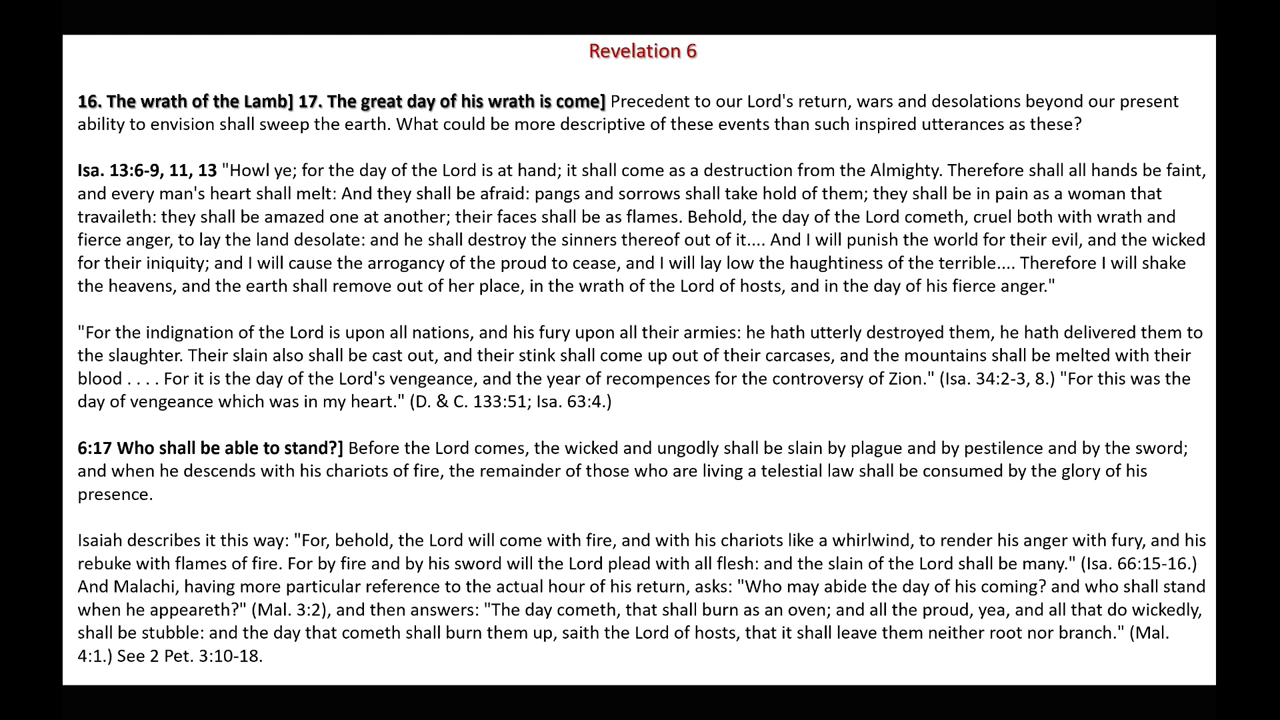 Revelation 6
16. The wrath of the Lamb] 17. The great day of his wrath is come] Precedent to our Lord's return, wars and desolations beyond our present
ability to envision shall sweep the earth. What could be more descriptive of these events than such inspired utterances as these?
Isa. 13:6-9, 11, 13 "Howl ye; for the day of the Lord is at hand; it shall come as a destruction from the Almighty. Therefore shall all hands be faint,
and every man's heart shall melt: And they shall be afraid: pangs and sorrows shall take hold of them; they shall be in pain as a woman that
travaileth: they shall be amazed one at another; their faces shall be as flames. Behold, the day of the Lord cometh, cruel both with wrath and
fierce anger, to lay the land desolate: and he shall destroy the sinners thereof out of it.... And I will punish the world for their evil, and the wicked
for their iniquity; and I will cause the arrogancy of the proud to cease, and I will lay low the haughtiness of the terrible.... Therefore I will shake
the heavens, and the earth shall remove out of her place, in the wrath of the Lord of hosts, and in the day of his fierce anger."
"For the indignation of the Lord is upon all nations, and his fury upon all their armies: he hath utterly destroyed them, he hath delivered them to
the slaughter. Their slain also shall be cast out, and their stink shall come up out of their carcases, and the mountains shall be melted with their
blood . . . . For it is the day of the Lord's vengeance, and the year of recompences for the controversy of Zion." (Isa. 34:2-3, 8.) "For this was the
day of vengeance which was in my heart." (D. & C. 133:51; Isa. 63:4.)
6:17 Who shall be able to stand?] Before the Lord comes, the wicked and ungodly shall be slain by plague and by pestilence and by the sword;
and when he descends with his chariots of fire, the remainder of those who are living a telestial law shall be consumed by the glory of his
presence.
Isaiah describes it this way: "For, behold, the Lord will come with fire, and with his chariots like a whirlwind, to render his anger with fury, and his
rebuke with flames of fire. For by fire and by his sword will the Lord plead with all flesh: and the slain of the Lord shall be many." (Isa. 66:15-16.)
And Malachi, having more particular reference to the actual hour of his return, asks: "Who may abide the day of his coming? and who shall stand
when he appeareth?" (Mal. 3:2), and then answers: "The day cometh, that shall burn as an oven; and all the proud, yea, and all that do wickedly,
shall be stubble: and the day that cometh shall burn them up, saith the Lord of hosts, that it shall leave them neither root nor branch." (Mal.
4:1.) See 2 Pet. 3:10-18.